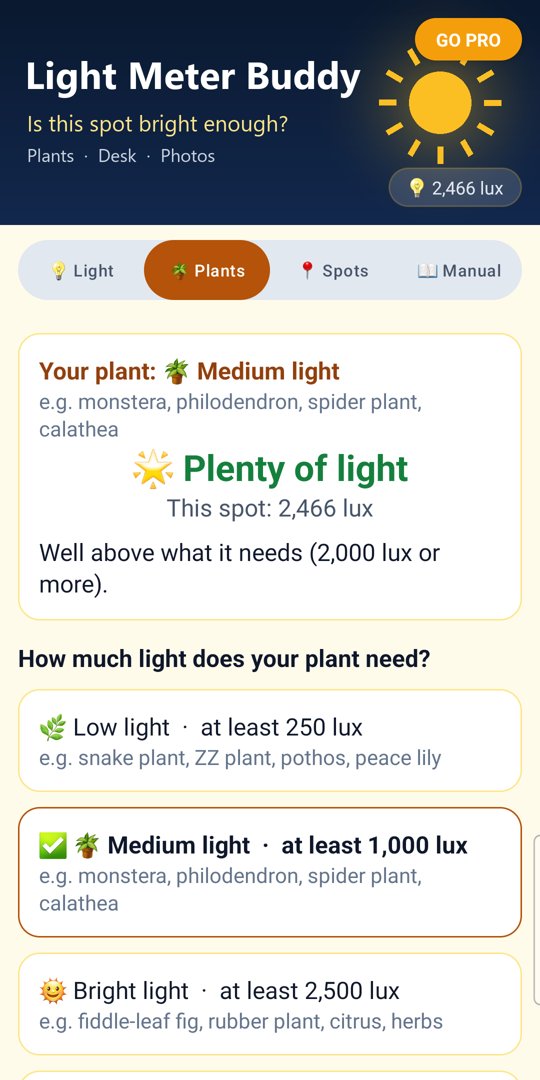 GO PRO
Light Meter Buddy
Is this spot bright enough?
Plants · Desk · Photos
💡 2,466 lux
💡 Light
🪴 Plants
📍 Spots
📖 Manual
Your plant: 🪴 Medium light
e.g. monstera, philodendron, spider plant,
calathea
🌟 Plenty of light
This spot: 2,466 lux
Well above what it needs (2,000 lux or
more).
How much light does your plant need?
🌿 Low light · at least 250 lux
e.g. snake plant, ZZ plant, pothos, peace lily
✅ 🪴 Medium light · at least 1,000 lux
e.g. monstera, philodendron, spider plant,
calathea
🌞 Bright light · at least 2,500 lux
e.g. fiddle-leaf fig, rubber plant, citrus, herbs